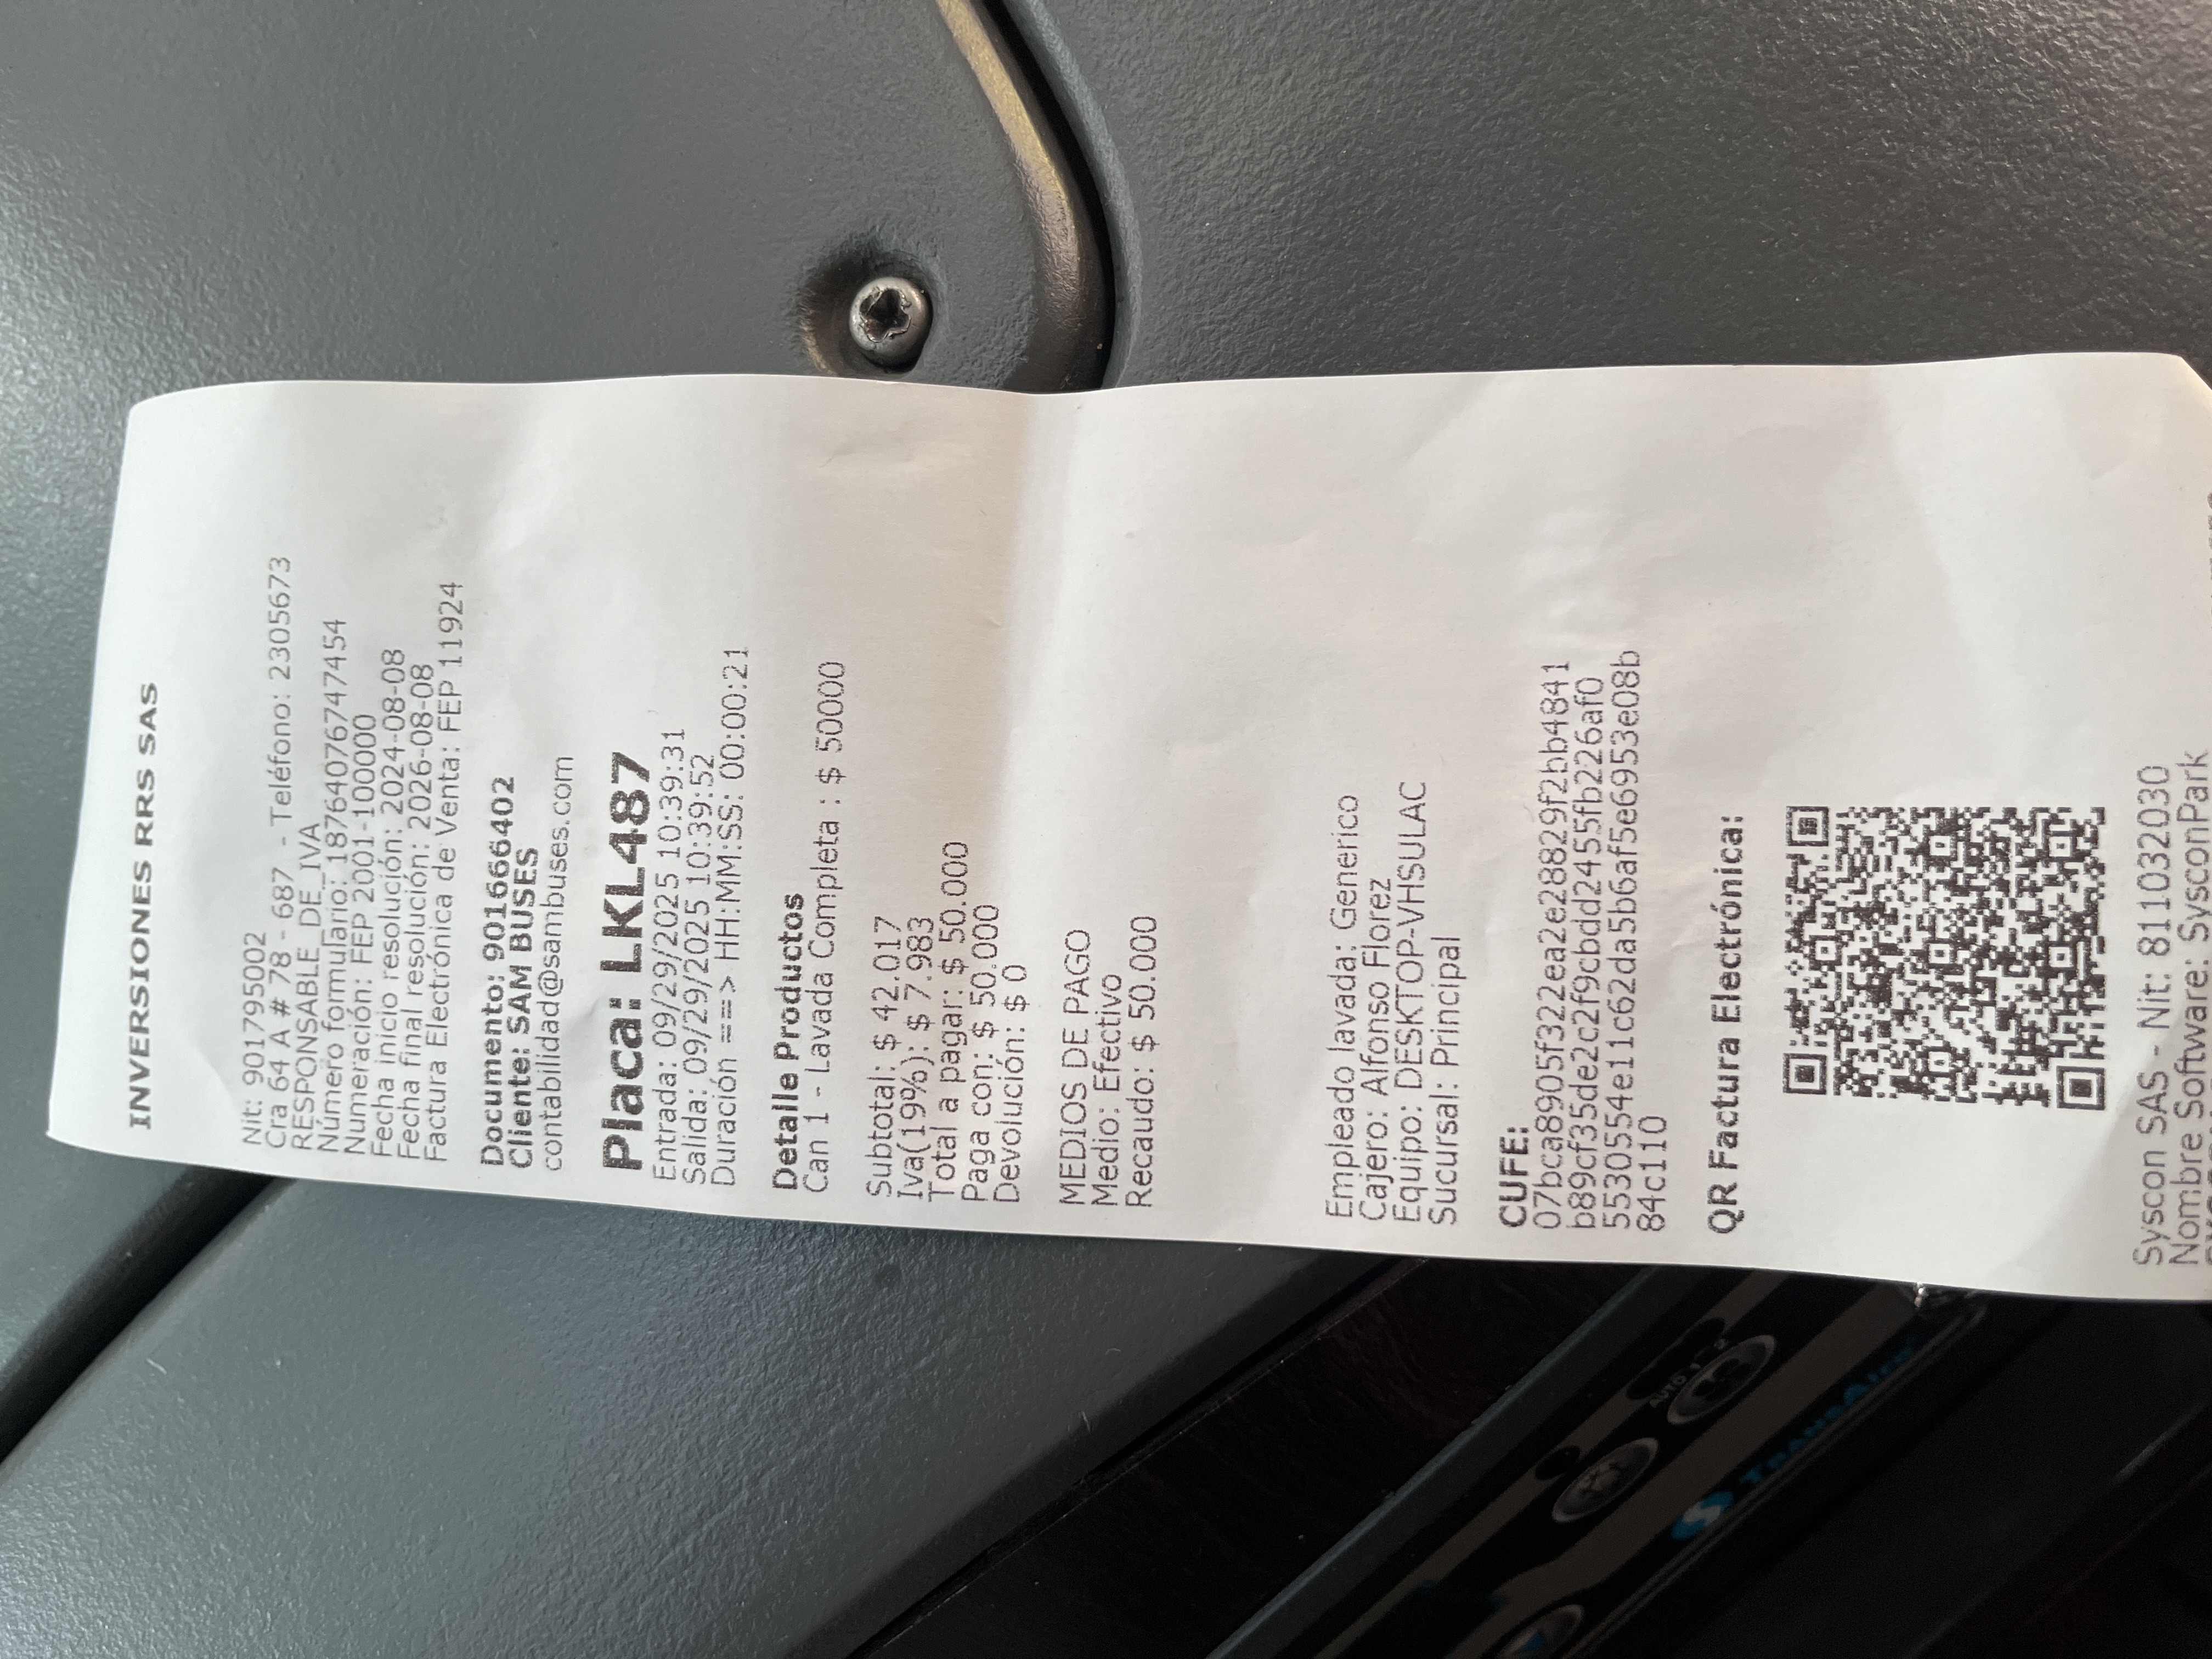 INVERSIONES RRS SAS
Nit: 901795002
Cra 64 A # 78 - 687 - Teléfono: 2305673
RESPONSABLE_DE_IVA
Número formulario: 18764076747454
Numeración: FEP 2001-100000
Fecha inicio resolución: 2024-08-08
Fecha final resolución: 2026-08-08
Factura Electrónica de Venta: FEP 11924
Documento: 901666402
Cliente: SAM BUSES
contabilidad@sambuses.com
Placa: LKL487
Entrada: 09/29/2025 10:39:31
Salida: 09/29/2025 10:39:52
Duración ==> HH:MM:SS: 00:00:21
Detalle Productos
Can 1 - Lavada Completa : $ 50000
Subtotal: $ 42.017
Iva(19%): $ 7.983
Total a pagar: $ 50.000
Paga con: $ 50.000
Devolución: $ 0
MEDIOS DE PAGO
Medio: Efectivo
Recaudo: $ 50.000
Empleado lavada: Generico
Cajero: Alfonso Florez
Equipo: DESKTOP-VHSULAC
Sucursal: Principal
CUFE:
07bca8905f322ea2e28829f2bb4841
b89cf35de2c2f9cbdd2455fb226af0
5530554e11c62da5b6af5e6953e08b
84c110
QR Factura Electrónica:
Syscon SAS - Nit: 811032030
Nombre Software: SysconPark
AUTO
TRANSAIRE